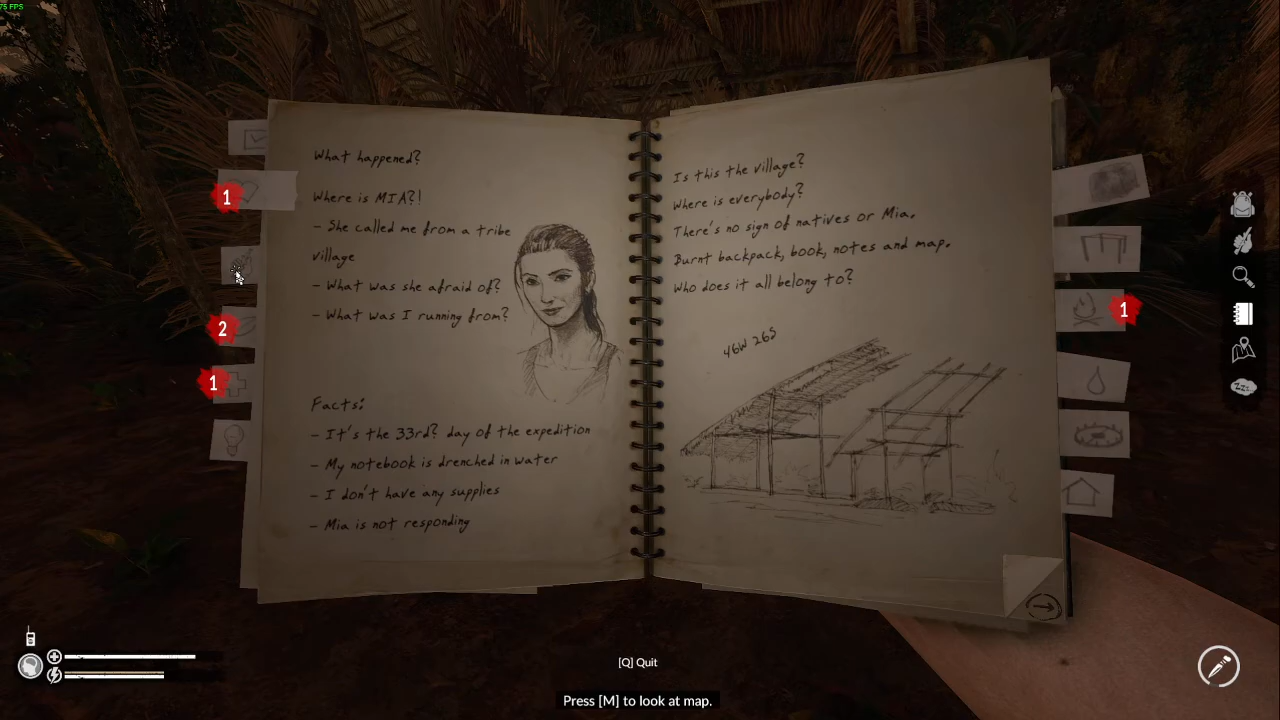 75 FPS
What happened?
Where is MIA?!
- She called me from a tribe
village
- What was she afraid of?
- What was I running from?
Facts:
- It's the 33rd? day of the expedition
- My notebook is drenched in water
- I don't have any supplies
- Mia is not responding
Is this the village?
Where is everybody?
There's no sign of natives or Mia.
Burnt backpack, book, notes and map.
Who does it all belong to?
46W 26S
1
2
1
1
Zzz
[Q] Quit
Press [M] to look at map.